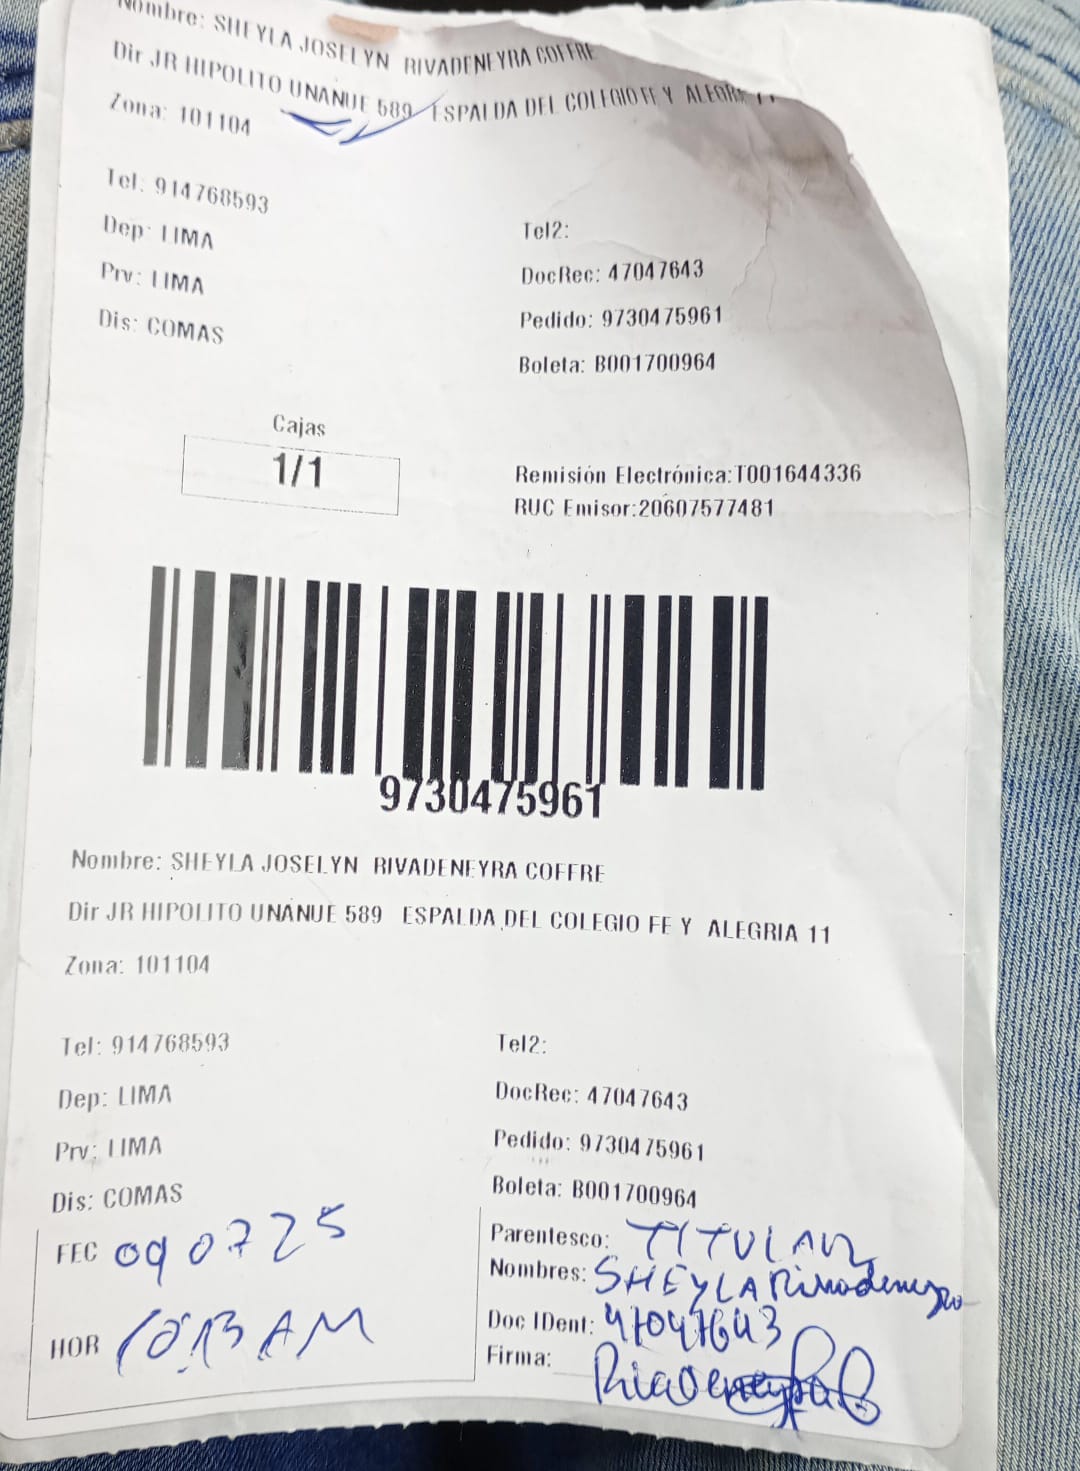 Nombre: SHEYLA JOSELYN RIVADENEYRA COFFRE
Dir JR HIPOLITO UNANUE 589 ESPALDA DEL COLEGIO FE Y ALEGRIA 11
Zona: 101104
Tel: 914768593
Tel2:
Dep: LIMA
DocRec: 47047643
Prv: LIMA
Pedido: 9730475961
Dis: COMAS
Boleta: B001700964
Cajas
1/1
Remisión Electrónica:T001644336
RUC Emisor:20607577481
9730475961
Nombre: SHEYLA JOSELYN RIVADENEYRA COFFRE
Dir JR HIPOLITO UNANUE 589 ESPALDA DEL COLEGIO FE Y ALEGRIA 11
Zona: 101104
Tel: 914768593
Tel2:
Dep: LIMA
DocRec: 47047643
Prv: LIMA
Pedido: 9730475961
Dis: COMAS
Boleta: B001700964
FEC 090725
Parentesco: TITULAR
Nombres: SHEYLA Rivadeneyra
HOR 10:13 AM
Doc IDent: 47047643
Firma: